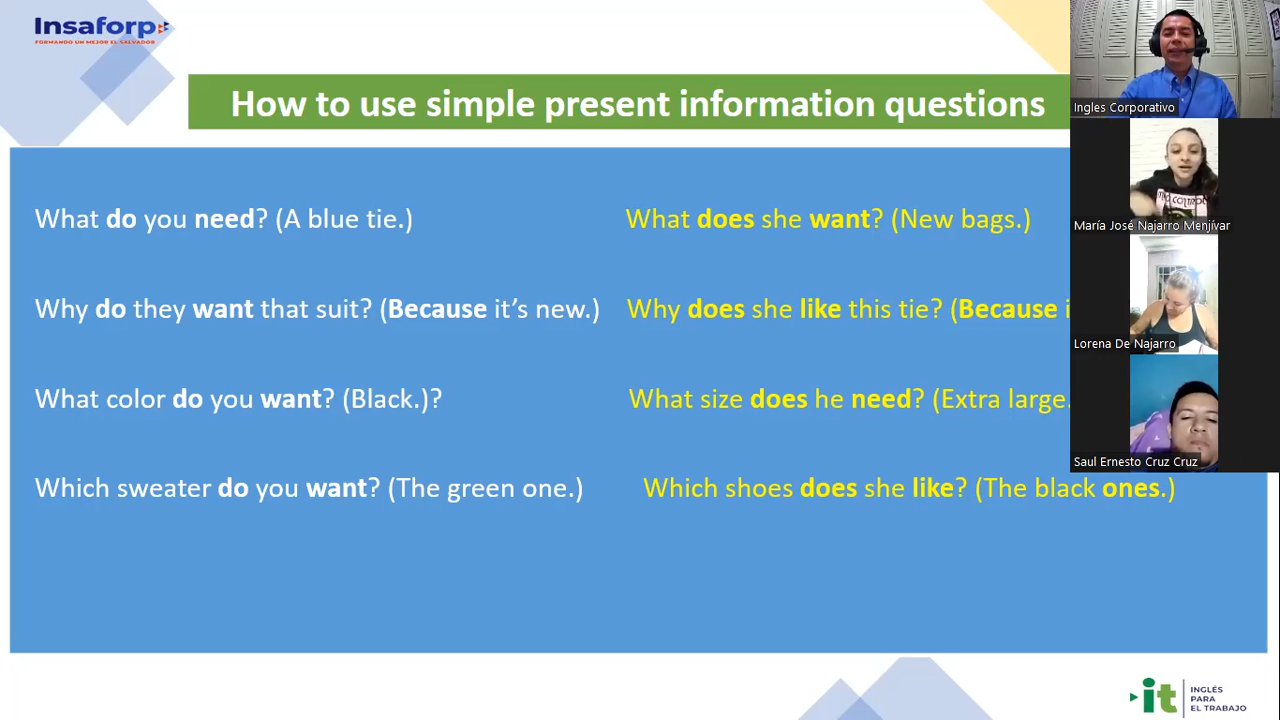 Insaforp
FORMANDO UN MEJOR EL SALVADOR
How to use simple present information questions
What do you need? (A blue tie.)
What does she want? (New bags.)
Why do they want that suit? (Because it's new.)
Why does she like this tie? (Because i
What color do you want? (Black.)?
What size does he need? (Extra large.
Which sweater do you want? (The green one.)
Which shoes does she like? (The black ones.)
Ingles Corporativo
María José Najarro Menjívar
Lorena De Najarro
Saul Ernesto Cruz Cruz
it
INGLÉS
PARA
EL TRABAJO